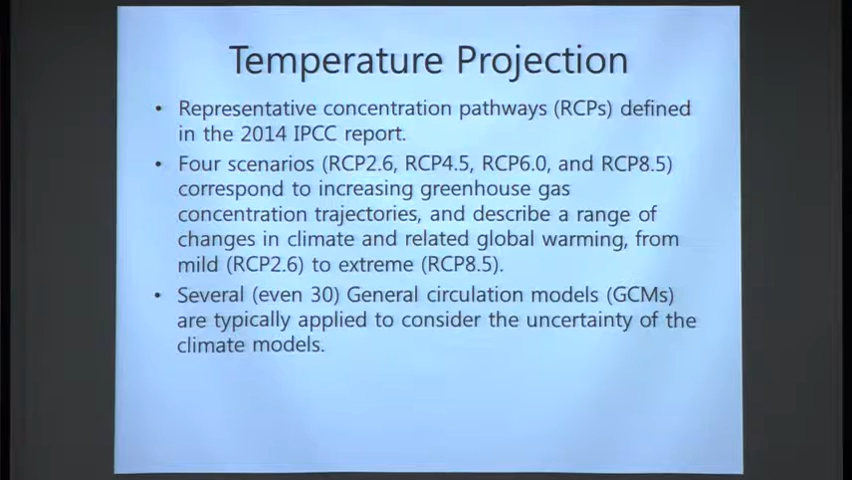 Temperature Projection
• Representative concentration pathways (RCPs) defined
in the 2014 IPCC report.
• Four scenarios (RCP2.6, RCP4.5, RCP6.0, and RCP8.5)
correspond to increasing greenhouse gas
concentration trajectories, and describe a range of
changes in climate and related global warming, from
mild (RCP2.6) to extreme (RCP8.5).
• Several (even 30) General circulation models (GCMs)
are typically applied to consider the uncertainty of the
climate models.